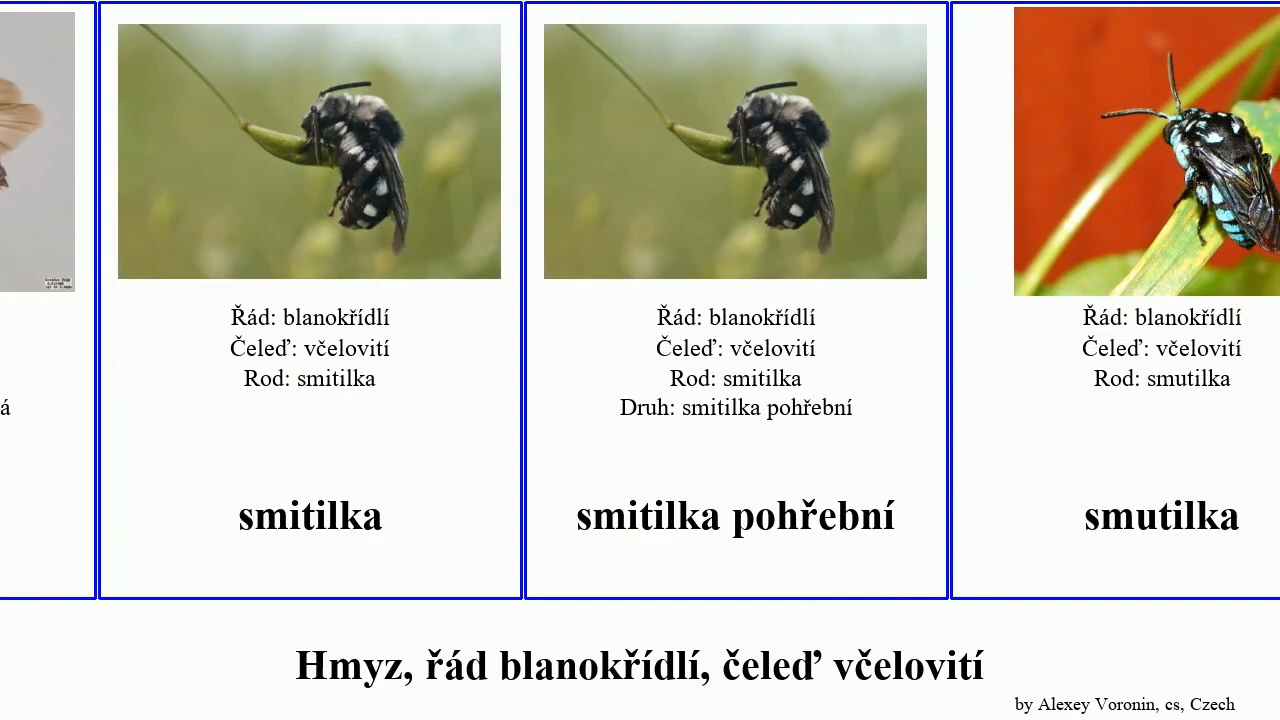 Řád: blanokřídlí
Čeleď: včelovití
Rod: smitilka
smitilka
Řád: blanokřídlí
Čeleď: včelovití
Rod: smitilka
Druh: smitilka pohřební
smitilka pohřební
Řád: blanokřídlí
Čeleď: včelovití
Rod: smutilka
smutilka
á
Hmyz, řád blanokřídlí, čeleď včelovití
by Alexey Voronin, cs, Czech